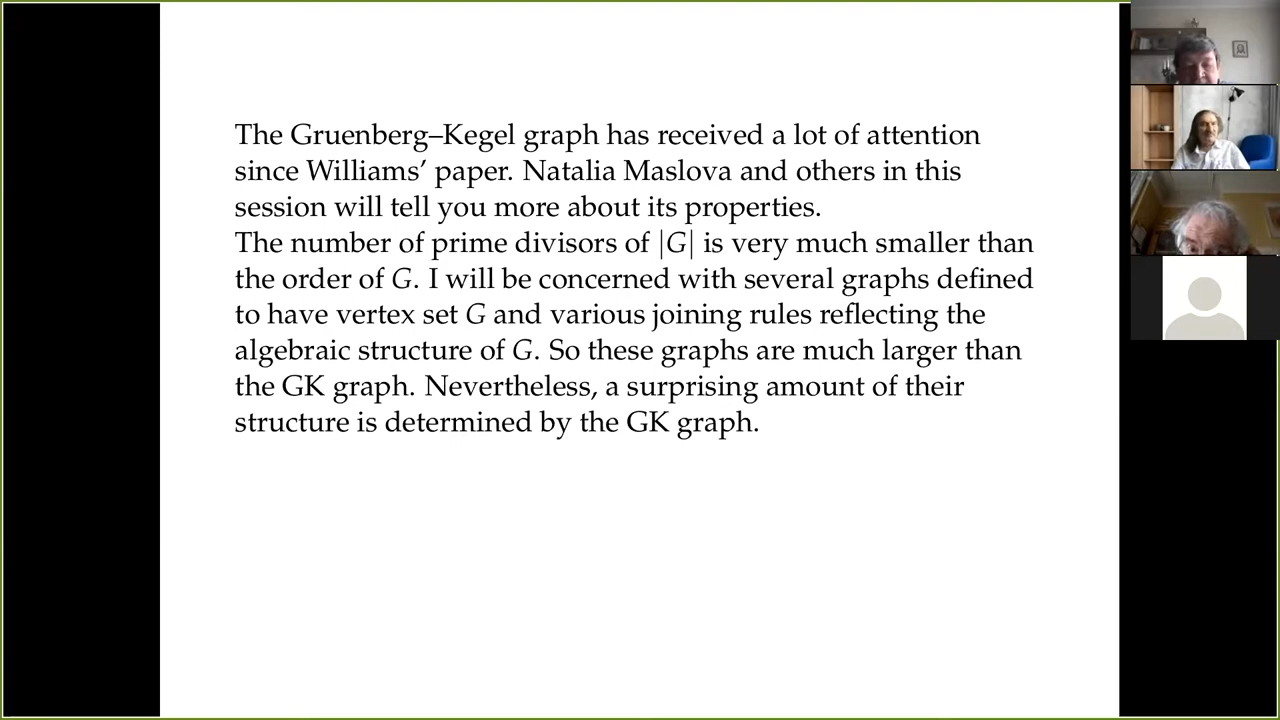 The Gruenberg–Kegel graph has received a lot of attention
since Williams’ paper. Natalia Maslova and others in this
session will tell you more about its properties.
The number of prime divisors of |G| is very much smaller than
the order of G. I will be concerned with several graphs defined
to have vertex set G and various joining rules reflecting the
algebraic structure of G. So these graphs are much larger than
the GK graph. Nevertheless, a surprising amount of their
structure is determined by the GK graph.